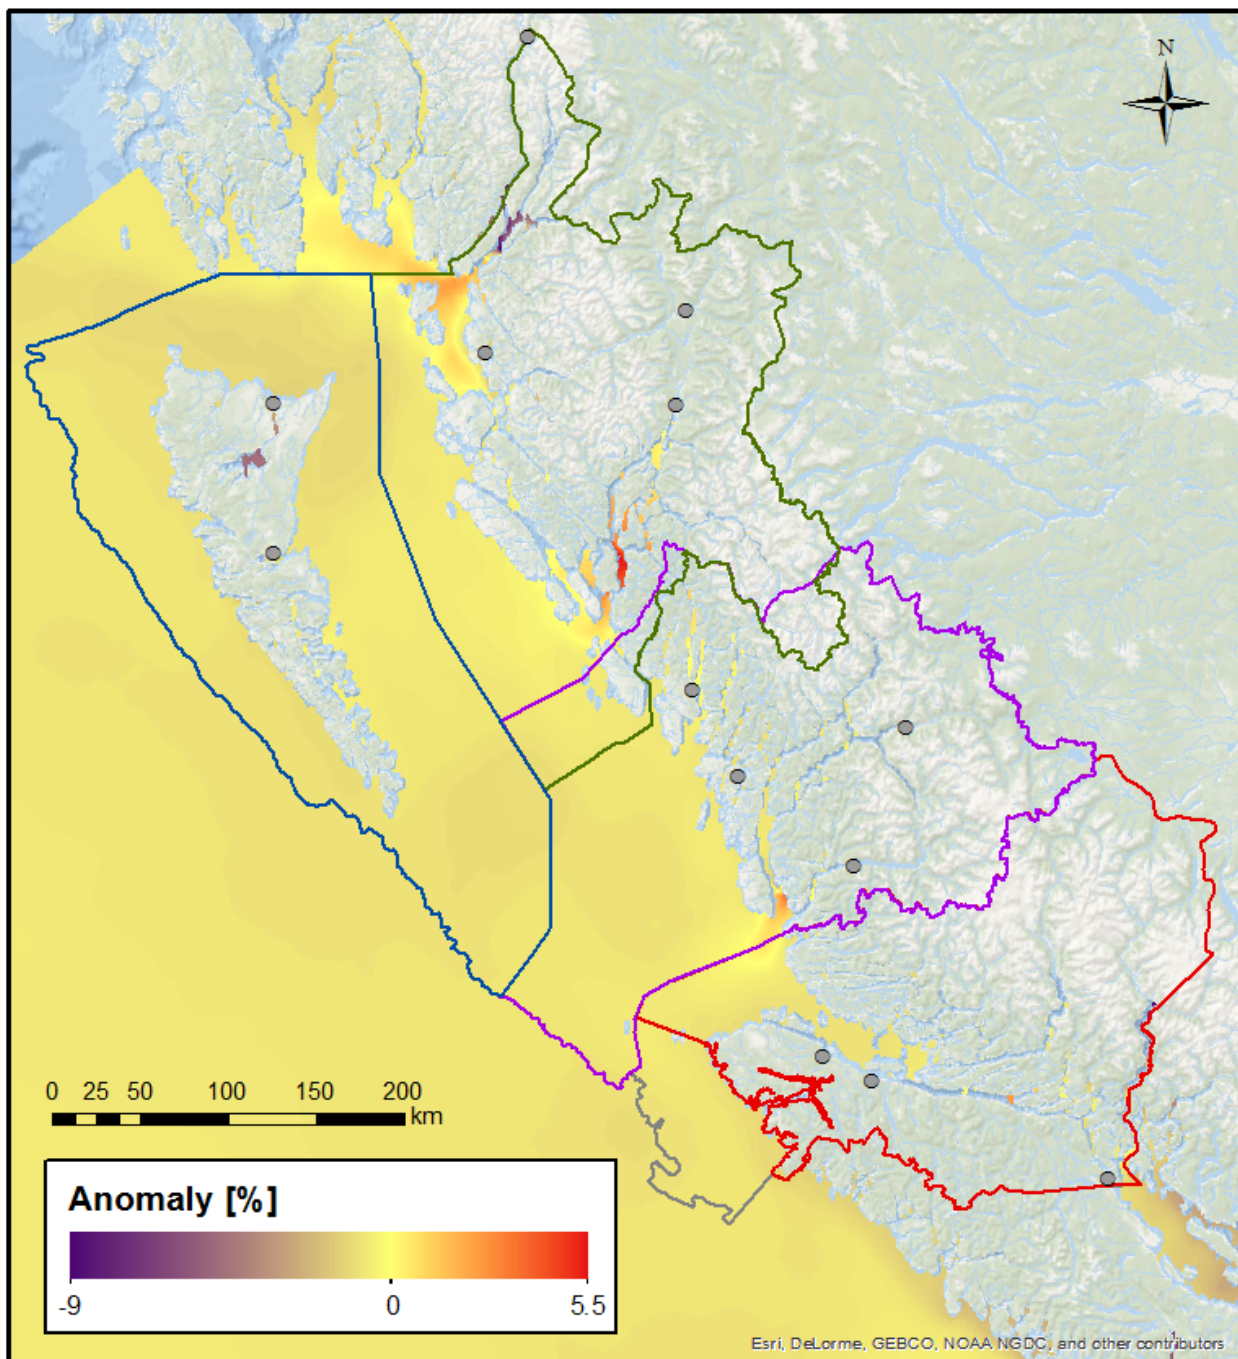 N
0 25 50 100 150 200
km
Anomaly [%]
-9 0 5.5
Esri, DeLorme, GEBCO, NOAA NGDC, and other contributors